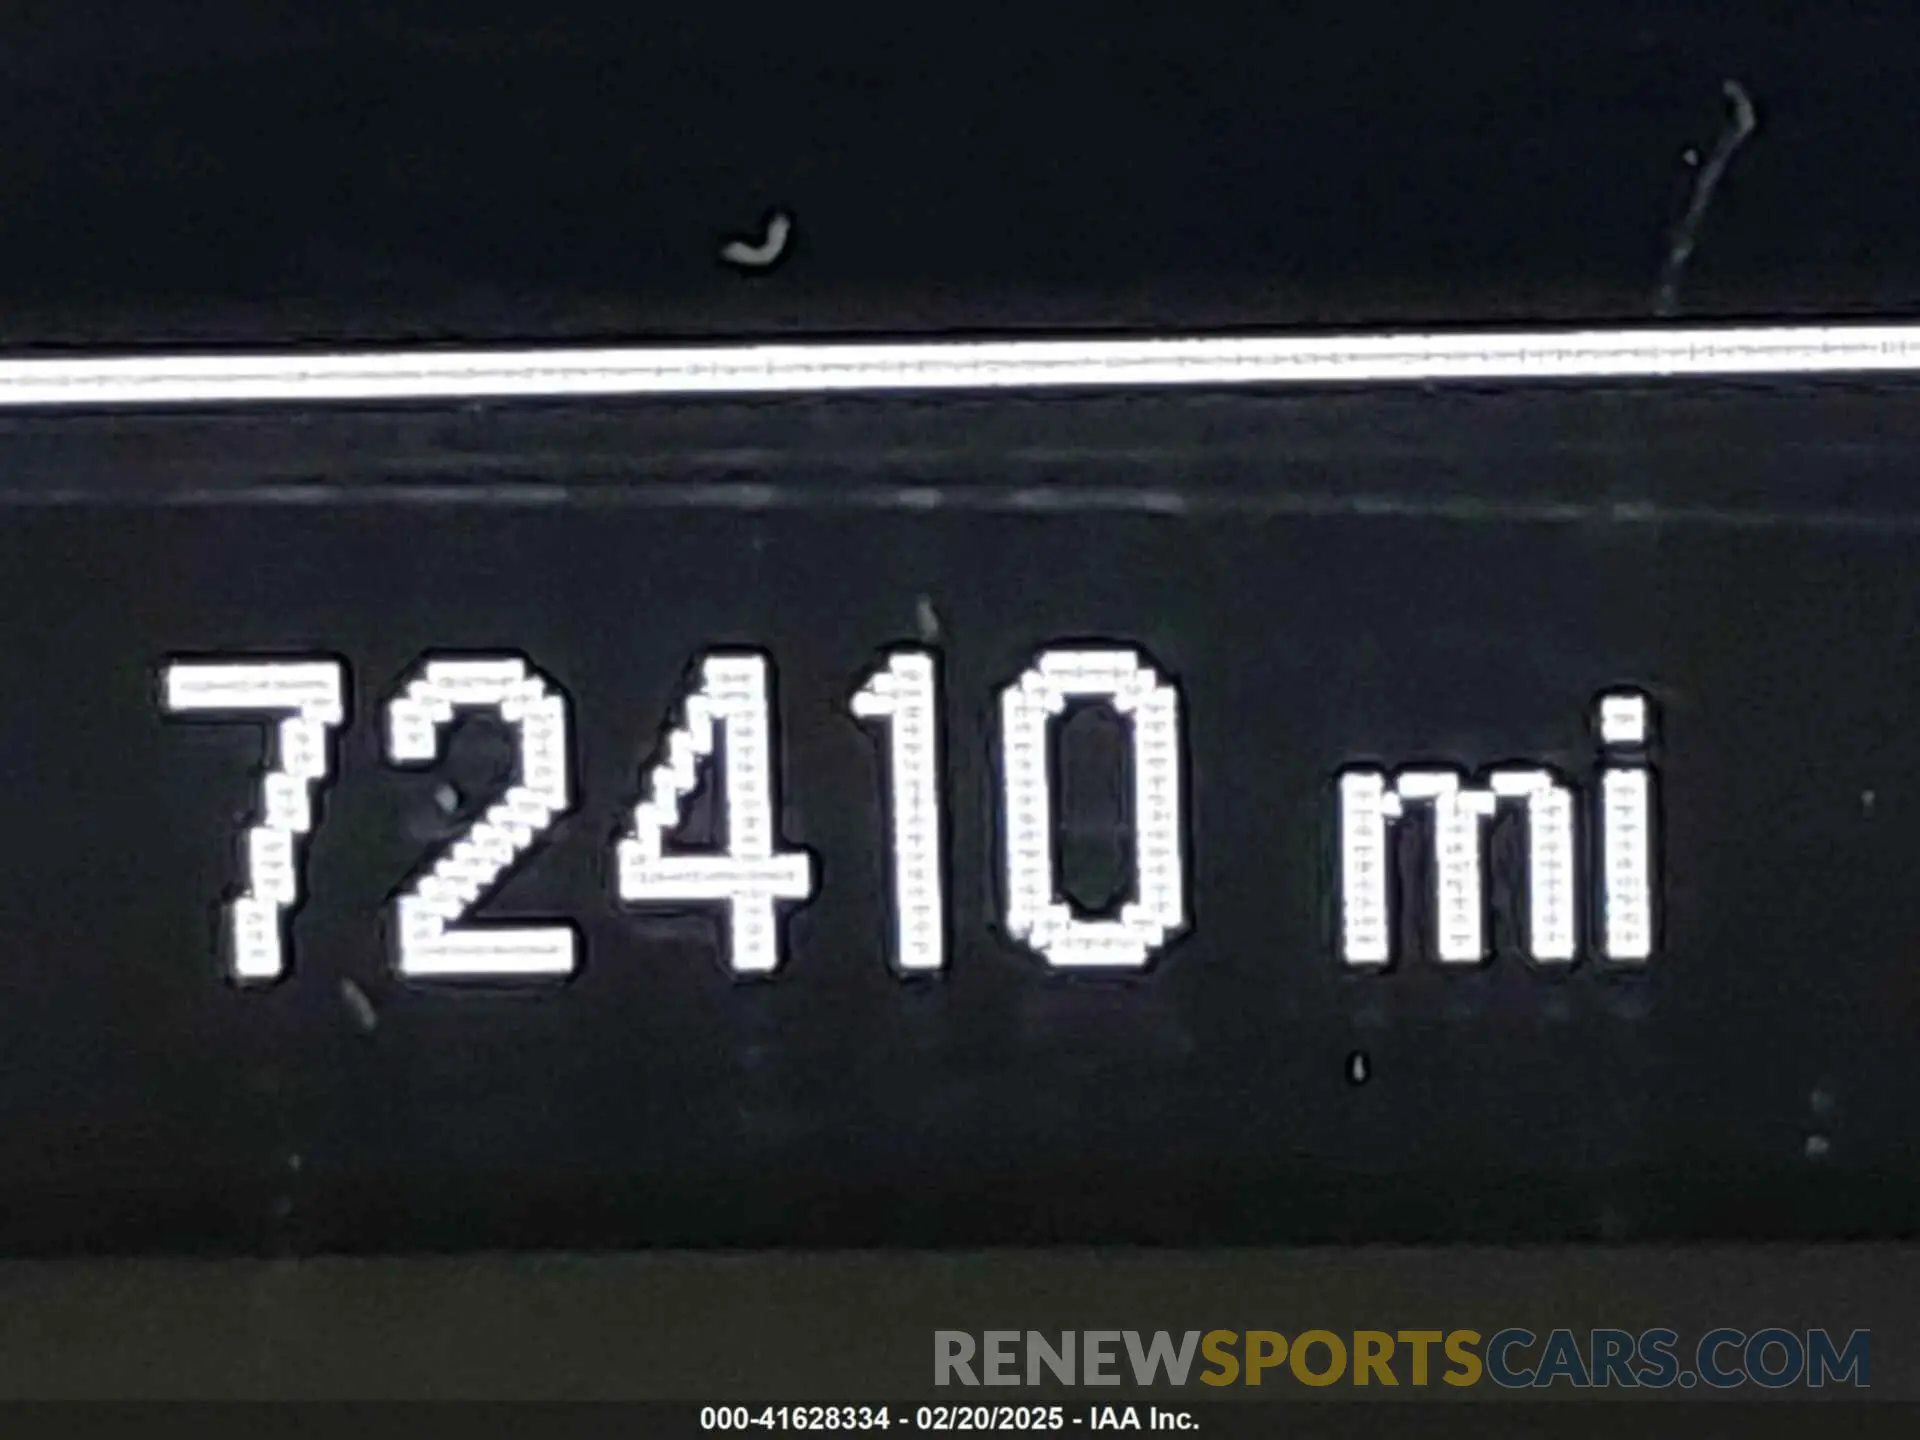 72410 mi
RENEWSPORTSCARS.COM
000-41628334 - 02/20/2025 - IAA Inc.